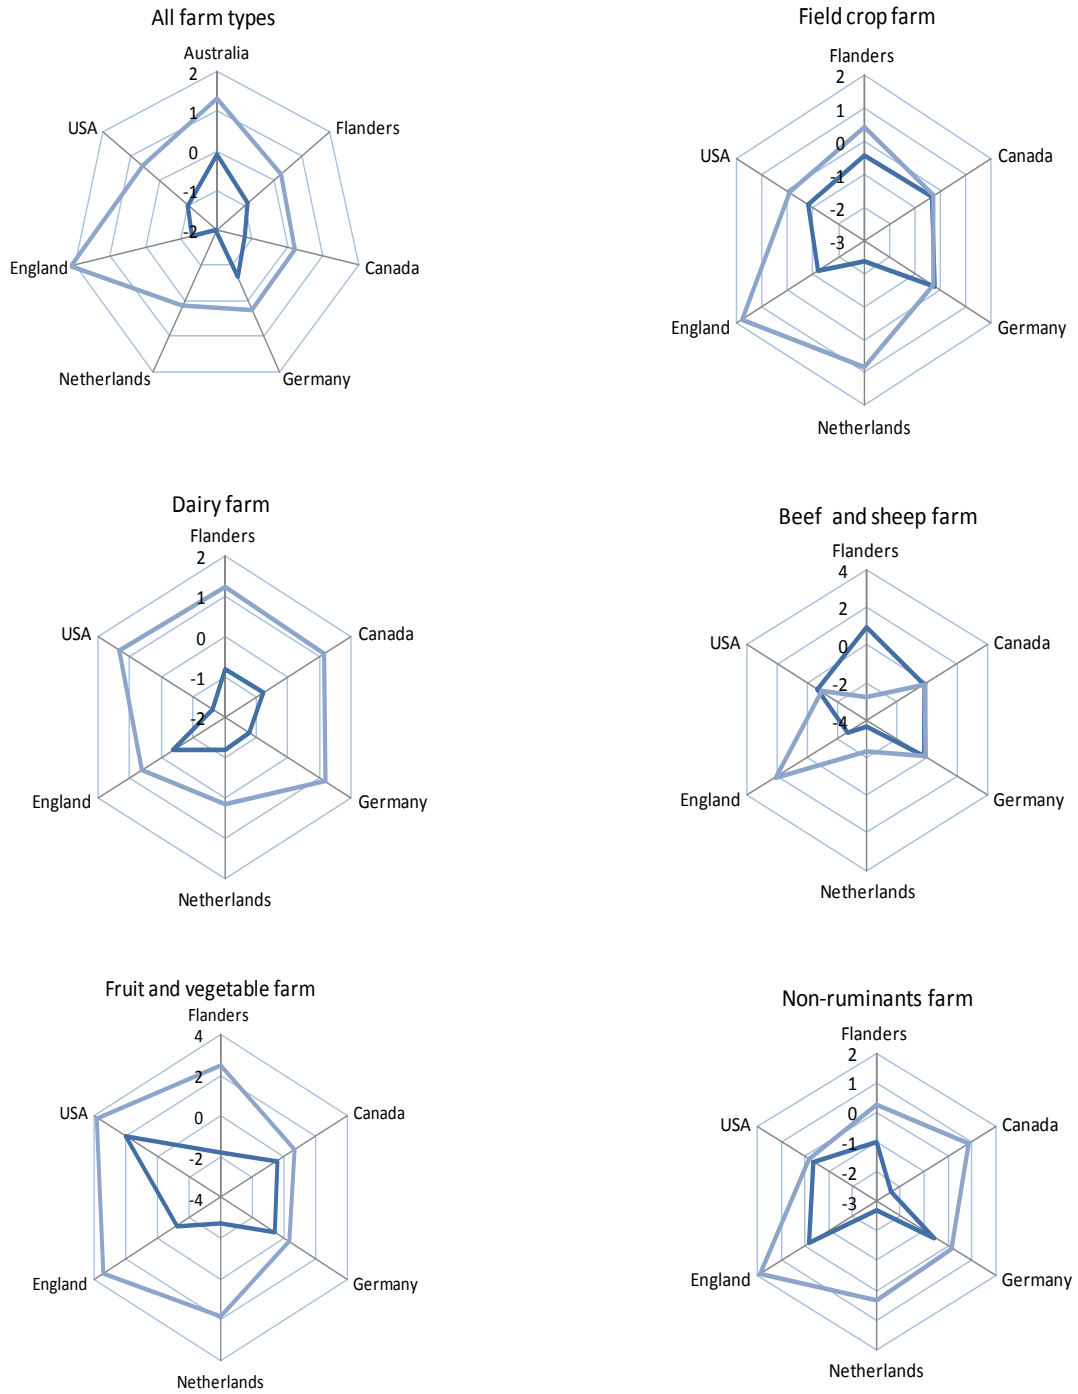 All farm types
Australia
2
1
0
-1
-2
USA
Flanders
England
Canada
Netherlands
Germany
Field crop farm
Flanders
2
1
0
-1
-2
-3
USA
Canada
England
Germany
Netherlands
Dairy farm
Flanders
2
1
0
-1
-2
USA
Canada
England
Germany
Netherlands
Beef and sheep farm
Flanders
4
2
0
-2
-4
USA
Canada
England
Germany
Netherlands
Fruit and vegetable farm
Flanders
4
2
0
-2
-4
USA
Canada
England
Germany
Netherlands
Non-ruminants farm
Flanders
2
1
0
-1
-2
-3
USA
Canada
England
Germany
Netherlands